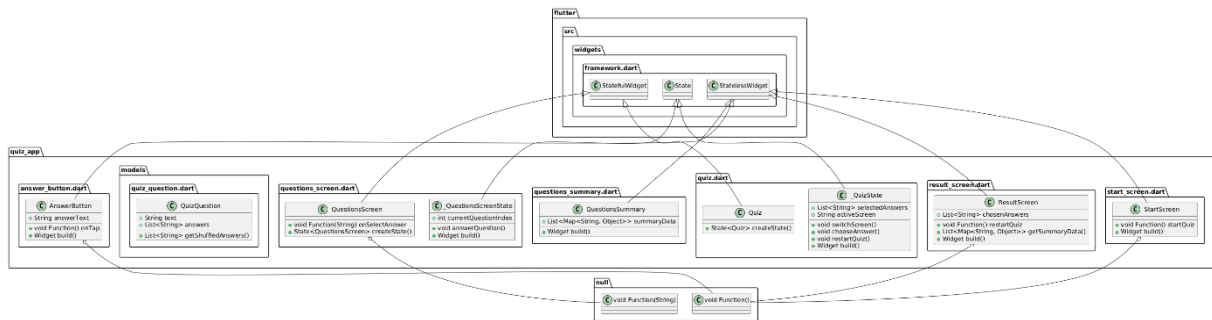 flutter
src
widgets
framework.dart
C StatefulWidget
C State
C StatelessWidget
quiz_app
answer_button.dart
C AnswerButton
String answerText
void Function() onTap
Widget build()
models
quiz_question.dart
C QuizQuestion
String text
List<String> answers
List<String> getShuffledAnswers()
questions_screen.dart
C QuestionsScreen
void Function(String) onSelectAnswer
State<QuestionsScreen> createState()
C _QuestionsScreenState
int currentQuestionIndex
void answerQuestion()
Widget build()
questions_summary.dart
C QuestionsSummary
List<Map<String, Object>> summaryData
Widget build()
quiz.dart
C Quiz
State<Quiz> createState()
C _QuizState
List<String> selectedAnswers
String activeScreen
void switchScreen()
void chooseAnswer()
void restartQuiz()
Widget build()
result_screen.dart
C ResultScreen
List<String> chosenAnswers
void Function() restartQuiz
List<Map<String, Object>> getSummaryData()
Widget build()
start_screen.dart
C StartScreen
void Function() startQuiz
Widget build()
null
C void Function(String)
C void Function()